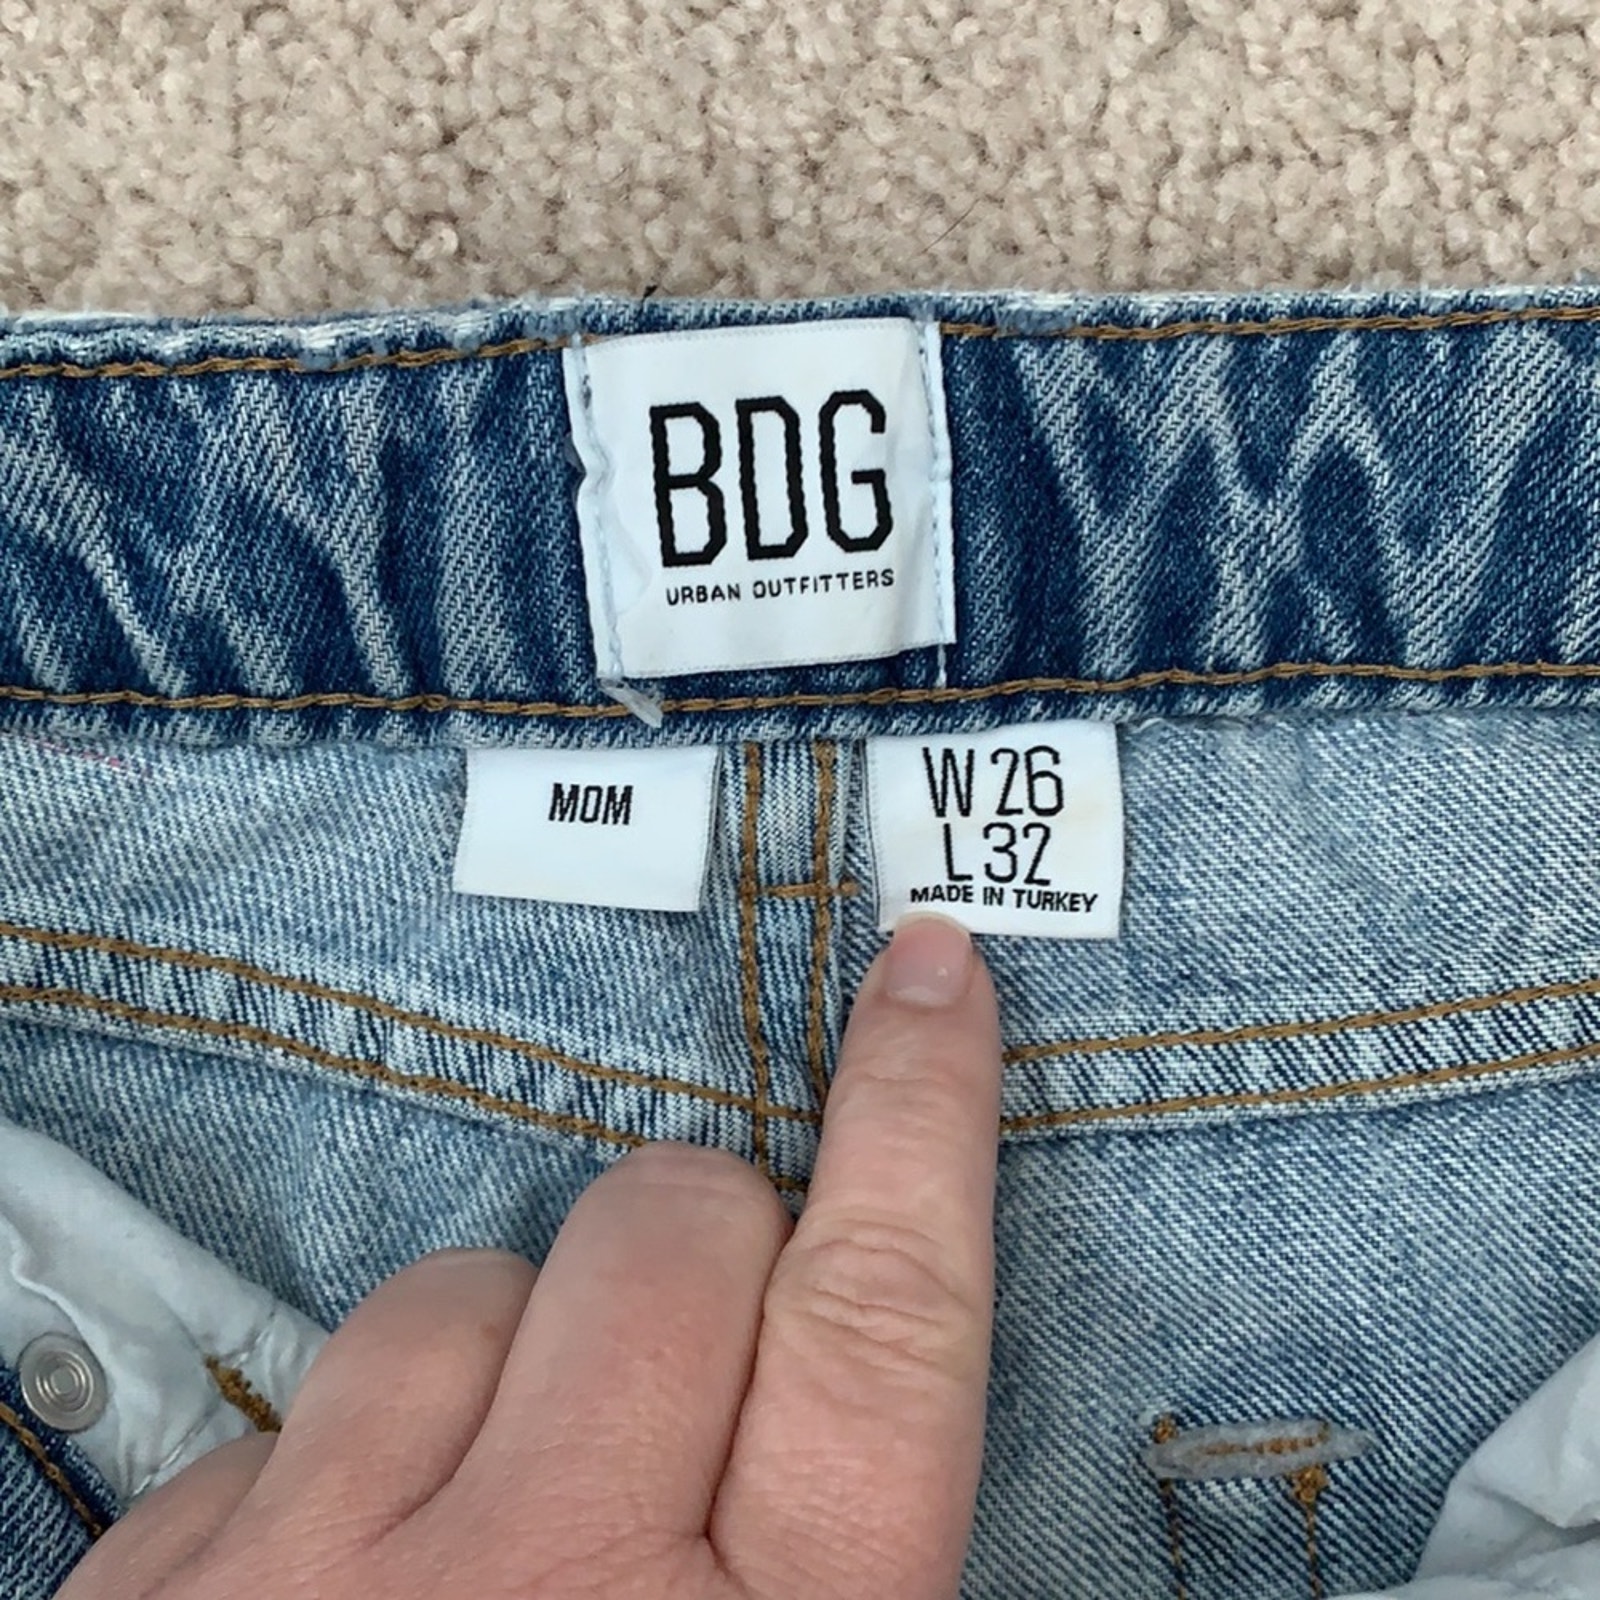 BDG
URBAN OUTFITTERS
MOM
W 26
L 32
MADE IN TURKEY